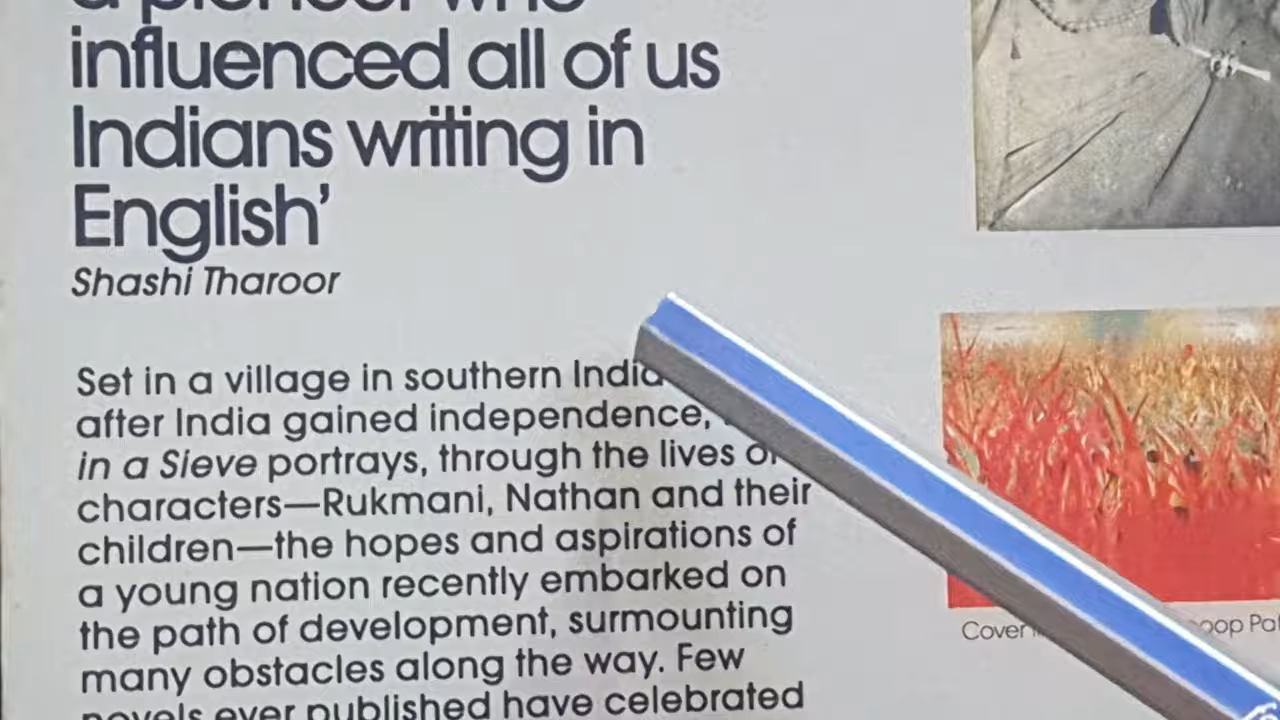 a pioneer who
influenced all of us
Indians writing in
English'
Shashi Tharoor
Set in a village in southern India
after India gained independence,
in a Sieve portrays, through the lives of
characters—Rukmani, Nathan and their
children—the hopes and aspirations of
a young nation recently embarked on
the path of development, surmounting
many obstacles along the way. Few
novels ever published have celebrated
Cover